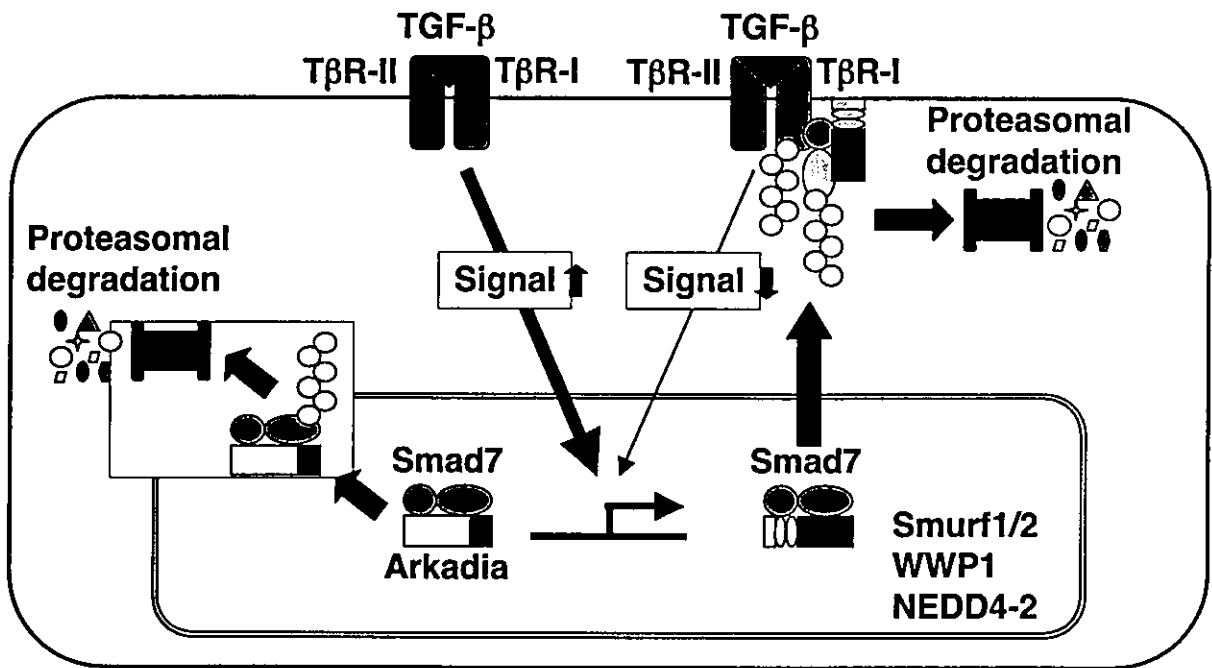 TGF-β
TβR-II
TβR-I
TGF-β
TβR-II
TβR-I
Proteasomal
degradation
Proteasomal
degradation
Signal
Signal
Smad7
Smad7
Arkadia
Smurf1/2
WWP1
NEDD4-2